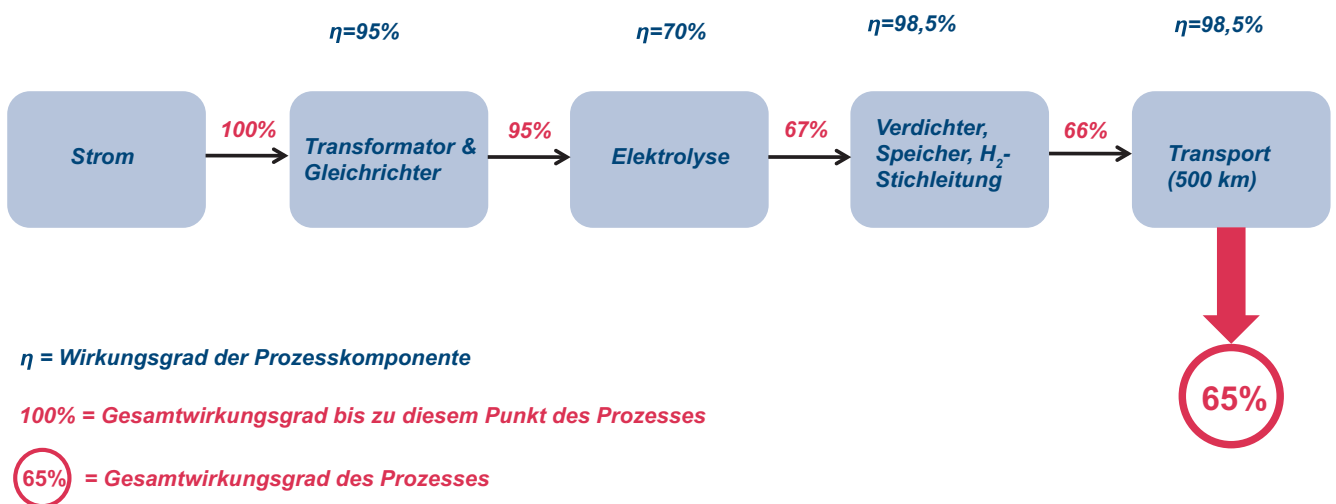 η=95%
η=70%
η=98,5%
η=98,5%
Strom
100%
Transformator &
Gleichrichter
95%
Elektrolyse
67%
Verdichter,
Speicher, H₂-
Stichleitung
66%
Transport
(500 km)
η = Wirkungsgrad der Prozesskomponente
100% = Gesamtwirkungsgrad bis zu diesem Punkt des Prozesses
65%
65% = Gesamtwirkungsgrad des Prozesses